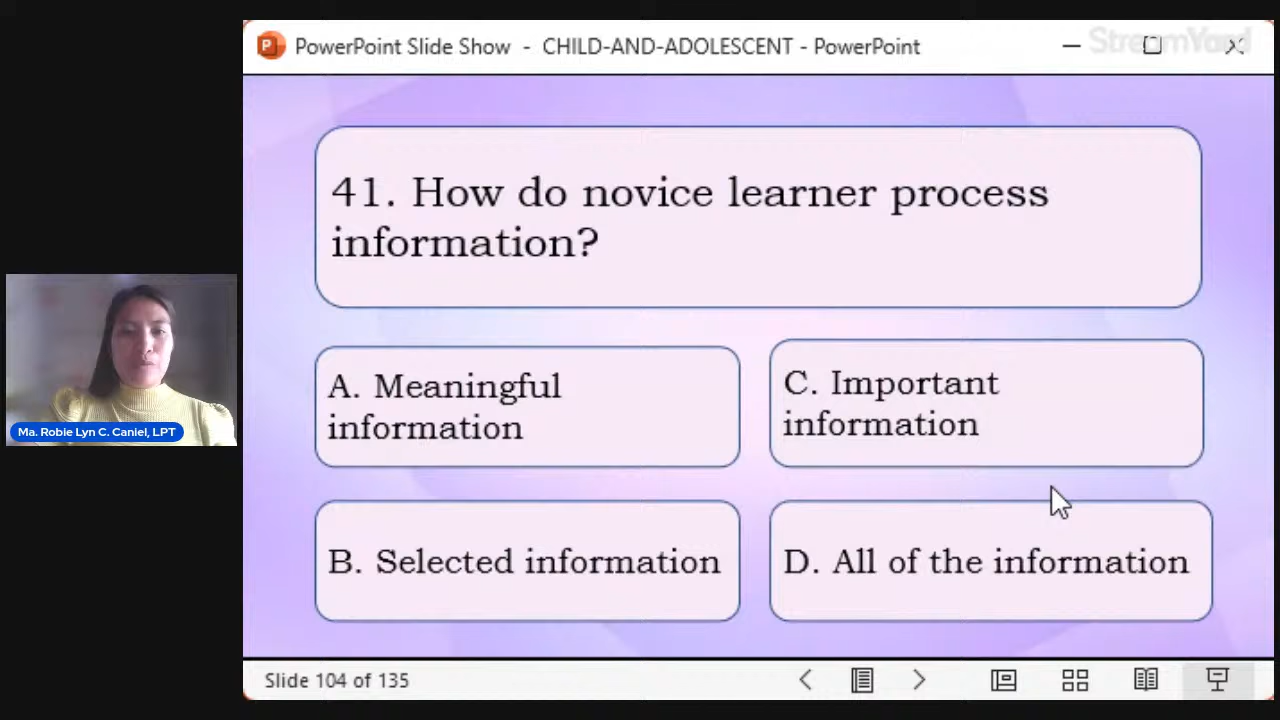 PowerPoint Slide Show - CHILD-AND-ADOLESCENT - PowerPoint
StreamYard
41. How do novice learner process
information?
A. Meaningful
information
C. Important
information
B. Selected information
D. All of the information
Ma. Robie Lyn C. Caniel, LPT
Slide 104 of 135